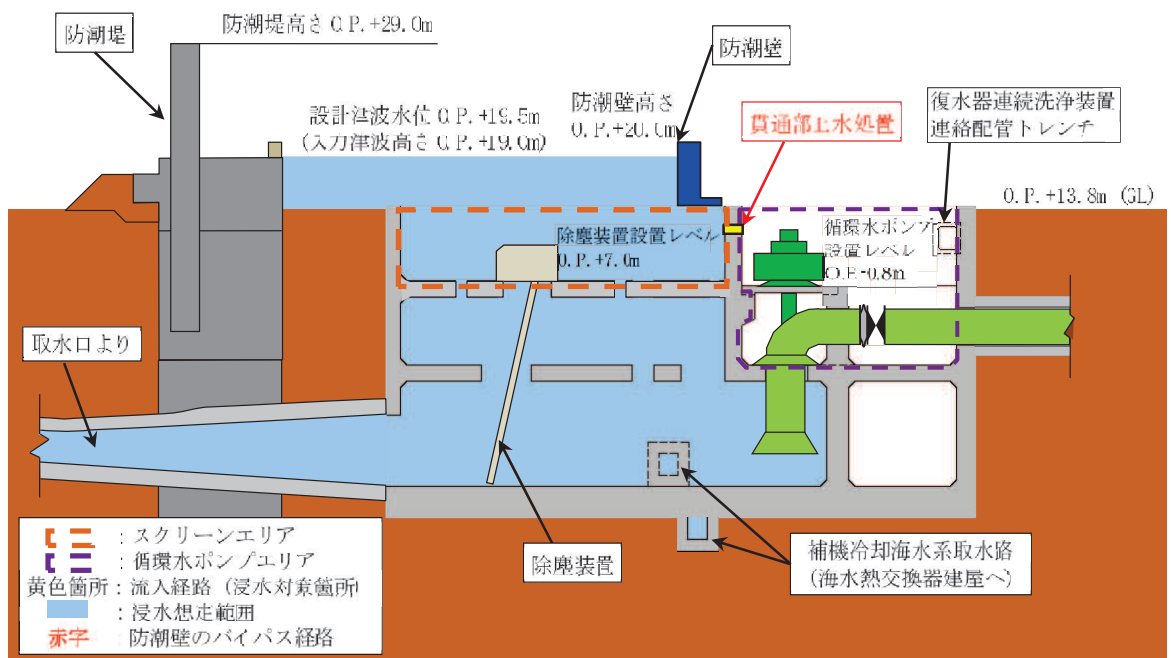 防潮堤
防潮堤高さ O.P.+29.0m
防潮壁
設計津波水位 O.P.+19.5m
(入力津波高さ O.P.+19.0m)
防潮壁高さ
O.P.+20.0m
貫通部止水処置
復水器連続洗浄装置
連絡配管トレンチ
O.P.+13.8m (GL)
除塵装置設置レベル
O.P.+7.0m
循環水ポンプ
設置レベル
取水口より
除塵装置
補機冷却海水系取水路
(海水熱交換器建屋へ)
:スクリーンエリア
:循環水ポンプエリア
黄色箇所:流入経路(浸水対策箇所)
:浸水想定範囲
赤字:防潮壁のバイパス経路